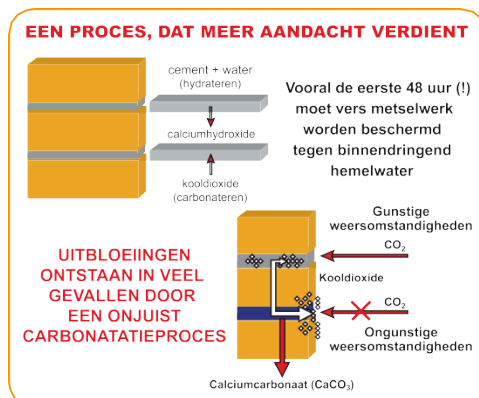 EEN PROCES, DAT MEER AANDACHT VERDIENT
cement + water
(hydrateren)
calciumhydroxide
kooldioxide
(carbonateren)
Vooral de eerste 48 uur (!)
moet vers metselwerk
worden beschermd
tegen binnendringend
hemelwater
UITBLOEIINGEN
ONTSTAAN IN VEEL
GEVALLEN DOOR
EEN ONJUIST
CARBONATATIEPROCES
Gunstige
weersomstandigheden
CO₂
Kooldioxide
CO₂
Ongunstige
weersomstandigheden
Calciumcarbonaat (CaCO₃)